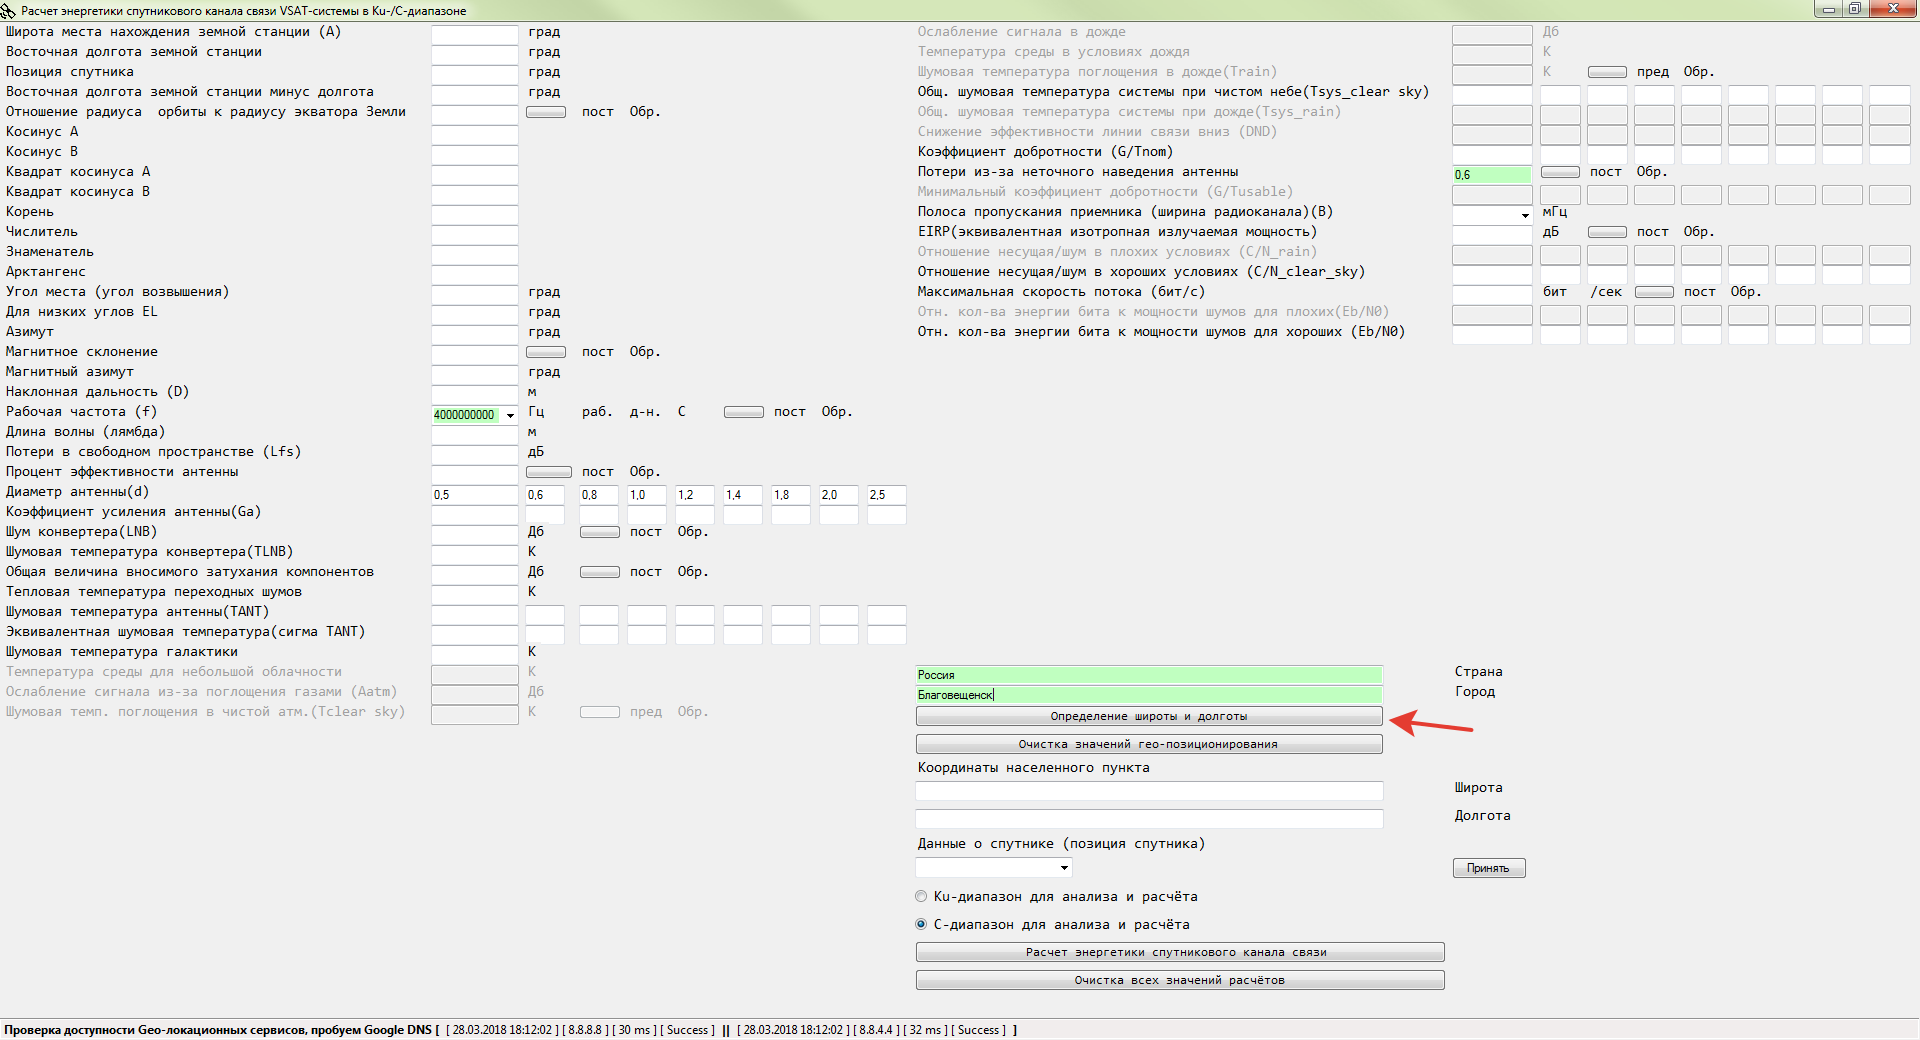 Расчет энергетики спутникового канала связи VSAT-системы в Ku-/C-диапазоне
Широта места нахождения земной станции (A) град
Восточная долгота земной станции град
Позиция спутника град
Восточная долгота земной станции минус долгота град
Отношение радиуса орбиты к радиусу экватора Земли пост Обр.
Косинус A
Косинус B
Квадрат косинуса A
Квадрат косинуса B
Корень
Числитель
Знаменатель
Арктангенс
Угол места (угол возвышения) град
Для низких углов EL град
Азимут град
Магнитное склонение пост Обр.
Магнитный азимут град
Наклонная дальность (D) м
Рабочая частота (f) 4000000000 Гц раб. д-н. C пост Обр.
Длина волны (лямбда) м
Потери в свободном пространстве (Lfs) дБ
Процент эффективности антенны пост Обр.
Диаметр антенны(d) 0,5 0,6 0,8 1,0 1,2 1,4 1,8 2,0 2,5
Коэффициент усиления антенны(Ga)
Шум конвертера(LNB) Дб пост Обр.
Шумовая температура конвертера(TLNB) К
Общая величина вносимого затухания компонентов Дб пост Обр.
Тепловая температура переходных шумов К
Шумовая температура антенны(TANT)
Эквивалентная шумовая температура(сигма TANT)
Шумовая температура галактики К
Температура среды для небольшой облачности К
Ослабление сигнала из-за поглощения газами (Aatm) Дб
Шумовая темп. поглощения в чистой атм.(Tclear sky) К пред Обр.
Ослабление сигнала в дожде Дб
Температура среды в условиях дождя К
Шумовая температура поглощения в дожде(Train) К пред Обр.
Общ. шумовая температура системы при чистом небе(Tsys_clear sky)
Общ. шумовая температура системы при дожде(Tsys_rain)
Снижение эффективности линии связи вниз (DND)
Коэффициент добротности (G/Tnom)
Потери из-за неточного наведения антенны 0,6 пост Обр.
Минимальный коэффициент добротности (G/Tusable)
Полоса пропускания приемника (ширина радиоканала)(B) мГц
EIRP(эквивалентная изотропная излучаемая мощность) дБ пост Обр.
Отношение несущая/шум в плохих условиях (C/N_rain)
Отношение несущая/шум в хороших условиях (C/N_clear_sky)
Максимальная скорость потока (бит/с) бит /сек пост Обр.
Отн. кол-ва энергии бита к мощности шумов для плохих(Eb/N0)
Отн. кол-ва энергии бита к мощности шумов для хороших (Eb/N0)
Россия Страна
Благовещенск Город
Определение широты и долготы
Очистка значений гео-позиционирования
Координаты населенного пункта
Широта
Долгота
Данные о спутнике (позиция спутника)
Принять
Ku-диапазон для анализа и расчёта
C-диапазон для анализа и расчёта
Расчет энергетики спутникового канала связи
Очистка всех значений расчётов
Проверка доступности Geo-локационных сервисов, пробуем Google DNS [ [ 28.03.2018 18:12:02 ] [ 8.8.8.8 ] [ 30 ms ] [ Success ] || [ 28.03.2018 18:12:02 ] [ 8.8.4.4 ] [ 32 ms ] [ Success ] ]